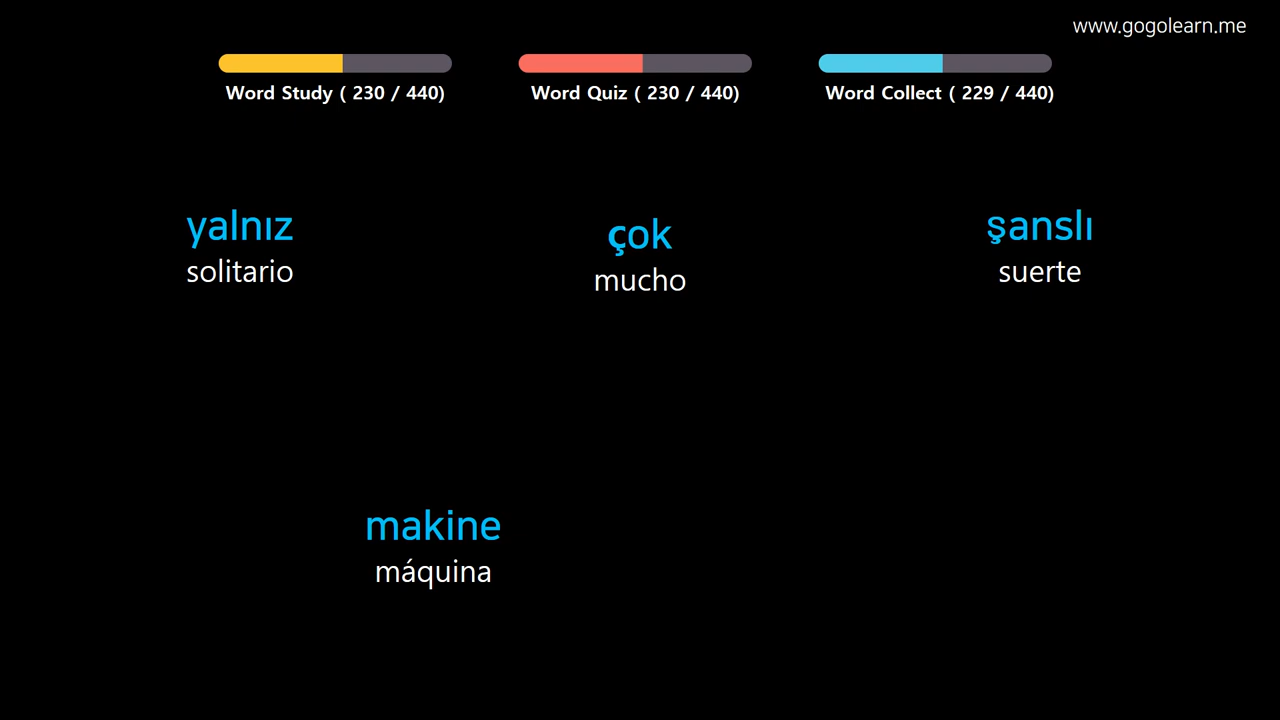 www.gogolearn.me
Word Study ( 230 / 440)
Word Quiz ( 230 / 440)
Word Collect ( 229 / 440)
yalnız
solitario
çok
mucho
şanslı
suerte
makine
máquina